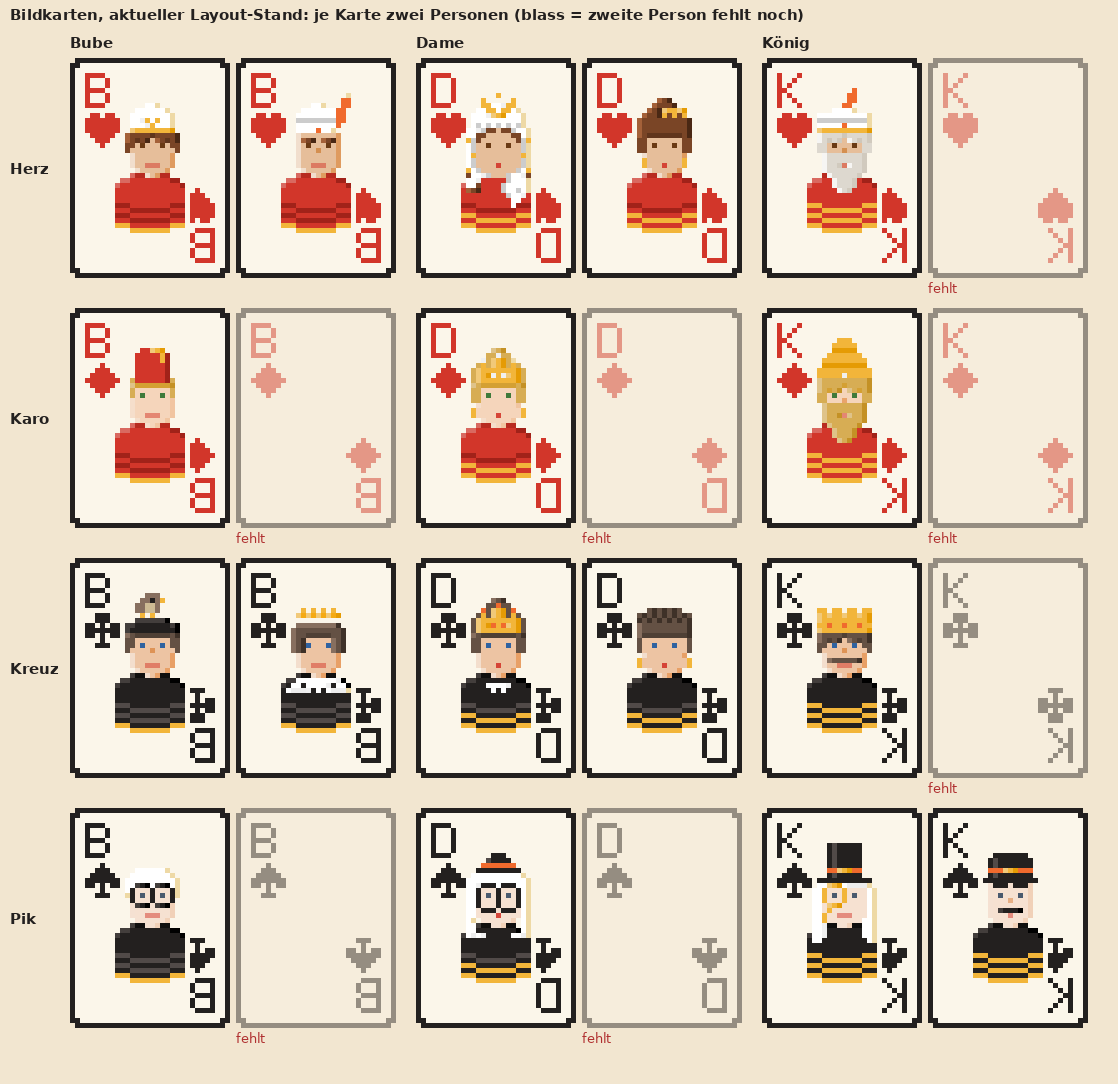 Bildkarten, aktueller Layout-Stand: je Karte zwei Personen (blass = zweite Person fehlt noch)
Bube Dame König
Herz
B B D D K K
B B D D K K
fehlt
Karo
B B D D K K
B B D D K K
fehlt fehlt fehlt
Kreuz
B B D D K K
B B D D K K
fehlt
Pik
B B D D K K
B B D D K K
fehlt fehlt